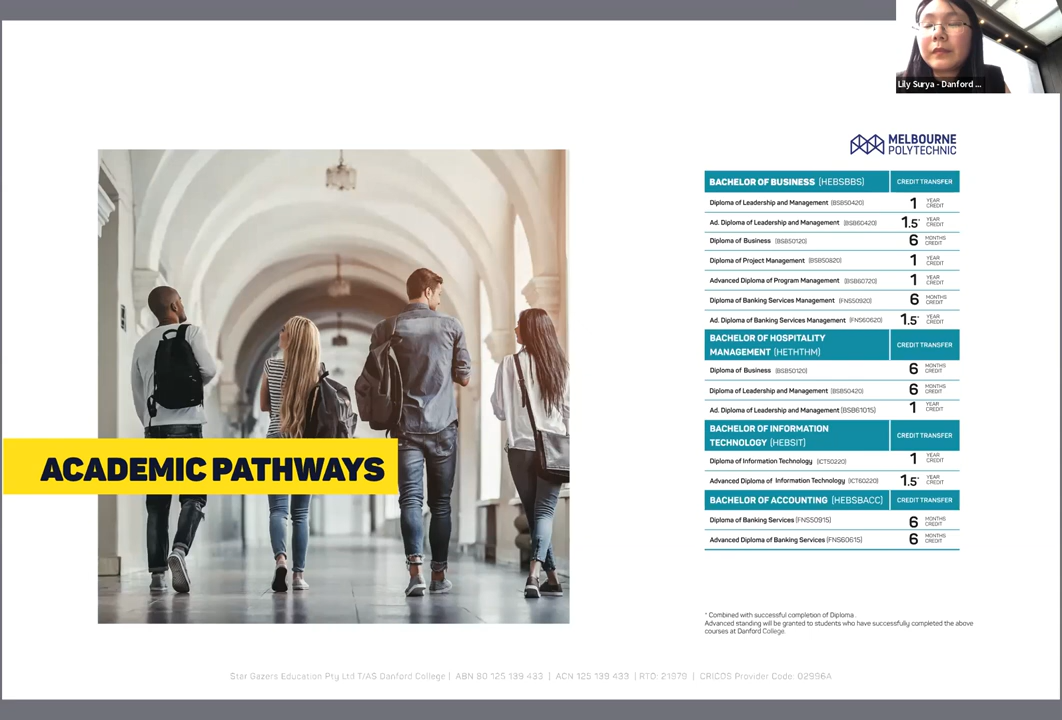 Lily Surya - Danford ...
MELBOURNE
POLYTECHNIC
BACHELOR OF BUSINESS (HEBSBBS) CREDIT TRANSFER
Diploma of Leadership and Management (BSB50420) 1 YEAR CREDIT
Ad. Diploma of Leadership and Management (BSB60420) 1.5* YEAR CREDIT
Diploma of Business (BSB50120) 6 MONTHS CREDIT
Diploma of Project Management (BSB50820) 1 YEAR CREDIT
Advanced Diploma of Program Management (BSB60720) 1 YEAR CREDIT
Diploma of Banking Services Management (FNS50920) 6 MONTHS CREDIT
Ad. Diploma of Banking Services Management (FNS60620) 1.5* YEAR CREDIT
BACHELOR OF HOSPITALITY
MANAGEMENT (HETHTHM) CREDIT TRANSFER
Diploma of Business (BSB50120) 6 MONTHS CREDIT
Diploma of Leadership and Management (BSB50420) 6 MONTHS CREDIT
Ad. Diploma of Leadership and Management (BSB61015) 1 YEAR CREDIT
BACHELOR OF INFORMATION
TECHNOLOGY (HEBSIT) CREDIT TRANSFER
Diploma of Information Technology (ICT50220) 1 YEAR CREDIT
Advanced Diploma of Information Technology (ICT60220) 1.5* YEAR CREDIT
BACHELOR OF ACCOUNTING (HEBSBACC) CREDIT TRANSFER
Diploma of Banking Services (FNS50915) 6 MONTHS CREDIT
Advanced Diploma of Banking Services (FNS60615) 6 MONTHS CREDIT
ACADEMIC PATHWAYS
* Combined with successful completion of Diploma
Advanced standing will be granted to students who have successfully completed the above
courses at Danford College.
Star Gazers Education Pty Ltd T/AS Danford College | ABN 80 125 139 433 | ACN 125 139 433 | RTO: 21979 | CRICOS Provider Code: 02996A